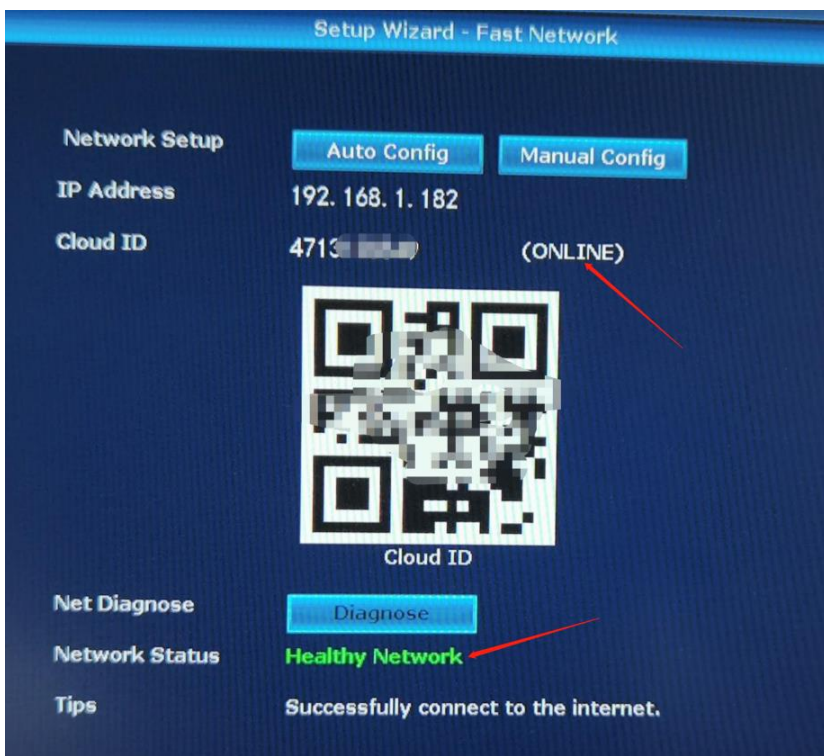 Setup Wizard - Fast Network
Network Setup
Auto Config
Manual Config
IP Address
192. 168. 1. 182
Cloud ID
(ONLINE)
Cloud ID
Net Diagnose
Diagnose
Network Status
Healthy Network
Tips
Successfully connect to the internet.